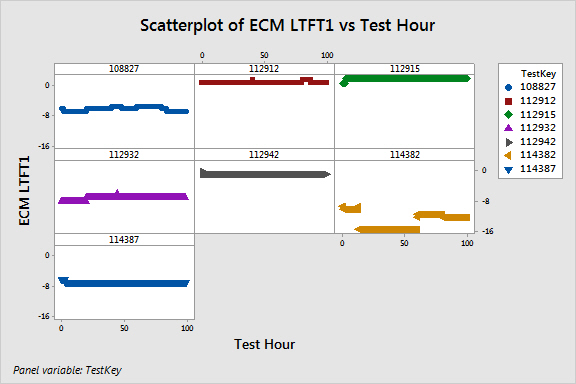 Scatterplot of ECM LTFT1 vs Test Hour
0 50 100
108827 112912 112915
0
-8
-16
112932 112942 114382
0
-8
-16
114387
0 50 100
0
-8
-16
0 50 100
ECM LTFT1
Test Hour
TestKey
108827
112912
112915
112932
112942
114382
114387
Panel variable: TestKey